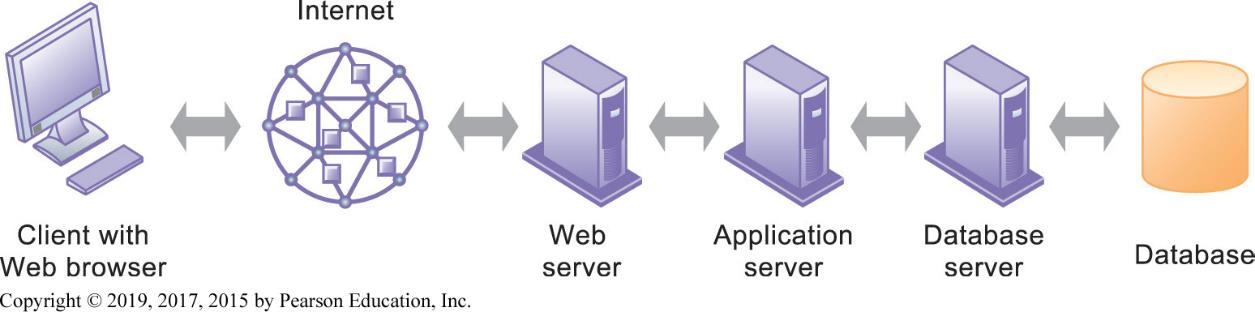 Internet
Client with
Web browser
Web
server
Application
server
Database
server
Database
Copyright © 2019, 2017, 2015 by Pearson Education, Inc.